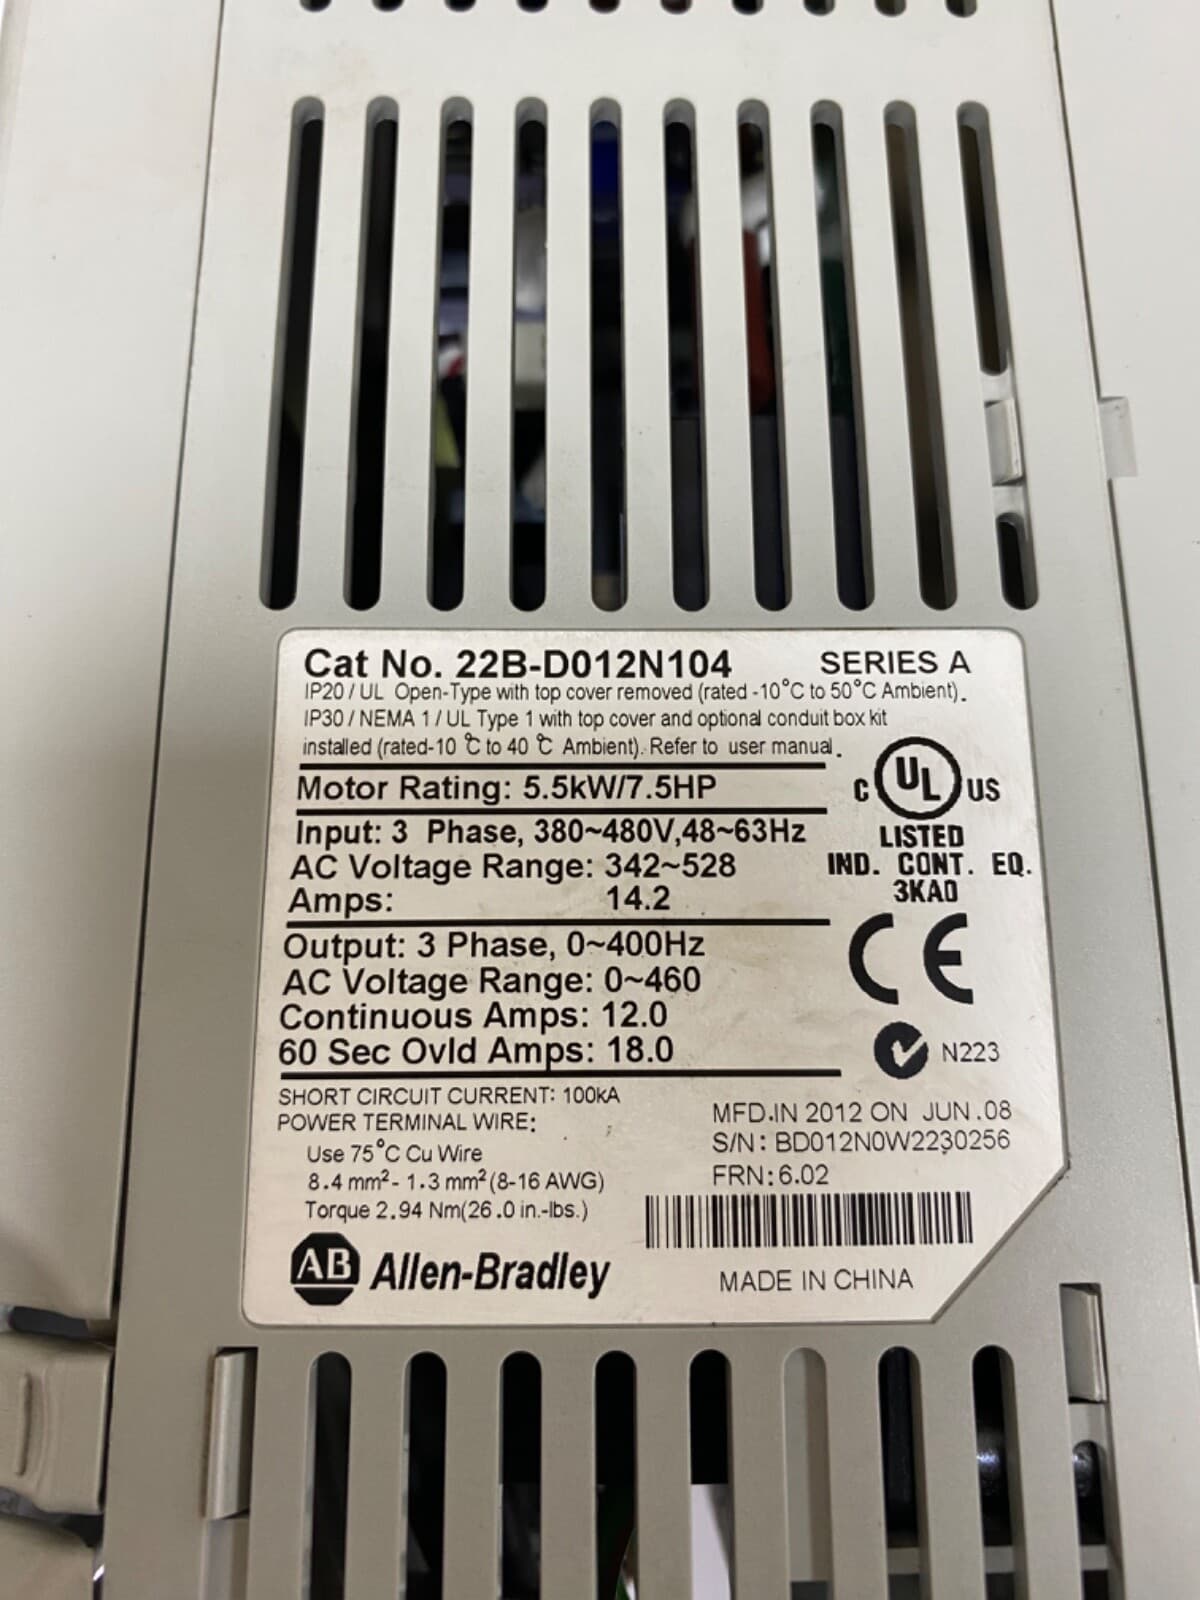 Cat No. 22B-D012N104 SERIES A
IP20 / UL Open-Type with top cover removed (rated -10°C to 50°C Ambient).
IP30 / NEMA 1 / UL Type 1 with top cover and optional conduit box kit
installed (rated-10 ℃ to 40 ℃ Ambient). Refer to user manual.
Motor Rating: 5.5kW/7.5HP
C UL US
Input: 3 Phase, 380~480V,48~63Hz
LISTED
AC Voltage Range: 342~528
IND. CONT. EQ.
Amps: 14.2
3KA0
Output: 3 Phase, 0~400Hz
CE
AC Voltage Range: 0~460
Continuous Amps: 12.0
60 Sec Ovld Amps: 18.0
N223
SHORT CIRCUIT CURRENT: 100kA
POWER TERMINAL WIRE:
Use 75°C Cu Wire
8.4 mm²- 1.3 mm² (8-16 AWG)
Torque 2.94 Nm(26.0 in.-lbs.)
MFD.IN 2012 ON JUN.08
S/N: BD012N0W2230256
FRN:6.02
AB Allen-Bradley
MADE IN CHINA